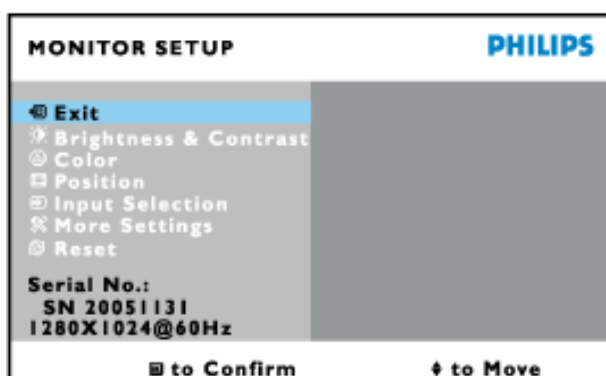 MONITOR SETUP PHILIPS
Exit
Brightness & Contrast
Color
Position
Input Selection
More Settings
Reset
Serial No.:
SN 20051131
1280X1024@60Hz
to Confirm to Move